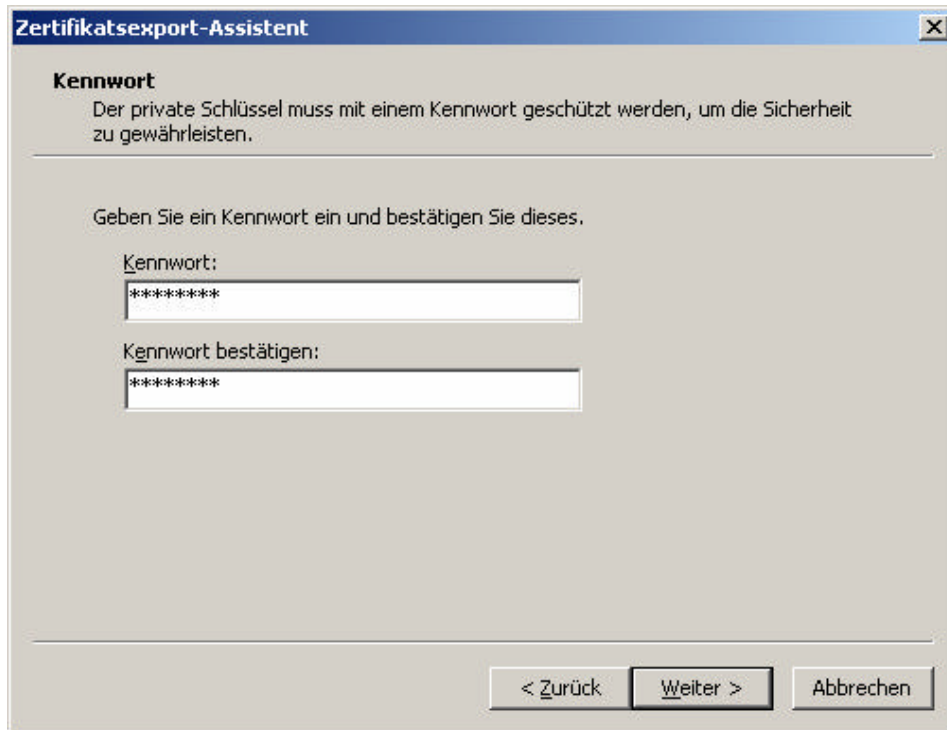 Zertifikatsexport-Assistent
Kennwort
Der private Schlüssel muss mit einem Kennwort geschützt werden, um die Sicherheit
zu gewährleisten.
Geben Sie ein Kennwort ein und bestätigen Sie dieses.
Kennwort:
********
Kennwort bestätigen:
********
< Zurück Weiter > Abbrechen